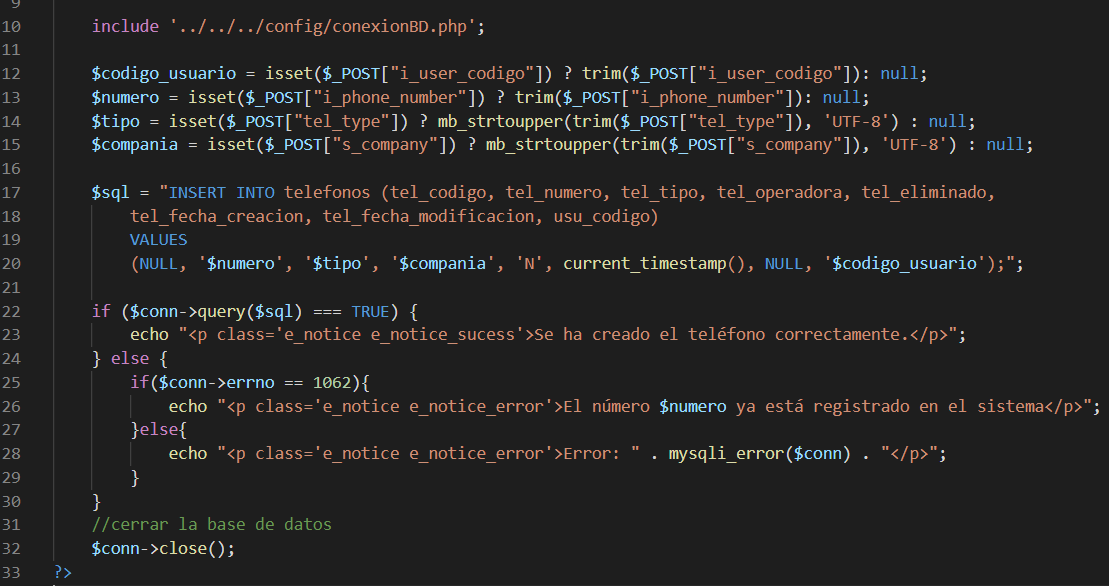 9
10 include '../../../config/conexionBD.php';
11
12 $codigo_usuario = isset($_POST["i_user_codigo"]) ? trim($_POST["i_user_codigo"]): null;
13 $numero = isset($_POST["i_phone_number"]) ? trim($_POST["i_phone_number"]): null;
14 $tipo = isset($_POST["tel_type"]) ? mb_strtoupper(trim($_POST["tel_type"]), 'UTF-8') : null;
15 $compania = isset($_POST["s_company"]) ? mb_strtoupper(trim($_POST["s_company"]), 'UTF-8') : null;
16
17 $sql = "INSERT INTO telefonos (tel_codigo, tel_numero, tel_tipo, tel_operadora, tel_eliminado,
18 tel_fecha_creacion, tel_fecha_modificacion, usu_codigo)
19 VALUES
20 (NULL, '$numero', '$tipo', '$compania', 'N', current_timestamp(), NULL, '$codigo_usuario');";
21
22 if ($conn->query($sql) === TRUE) {
23 echo "<p class='e_notice e_notice_sucess'>Se ha creado el teléfono correctamente.</p>";
24 } else {
25 if($conn->errno == 1062){
26 echo "<p class='e_notice e_notice_error'>El número $numero ya está registrado en el sistema</p>";
27 }else{
28 echo "<p class='e_notice e_notice_error'>Error: " . mysqli_error($conn) . "</p>";
29 }
30 }
31 //cerrar la base de datos
32 $conn->close();
33 ?>